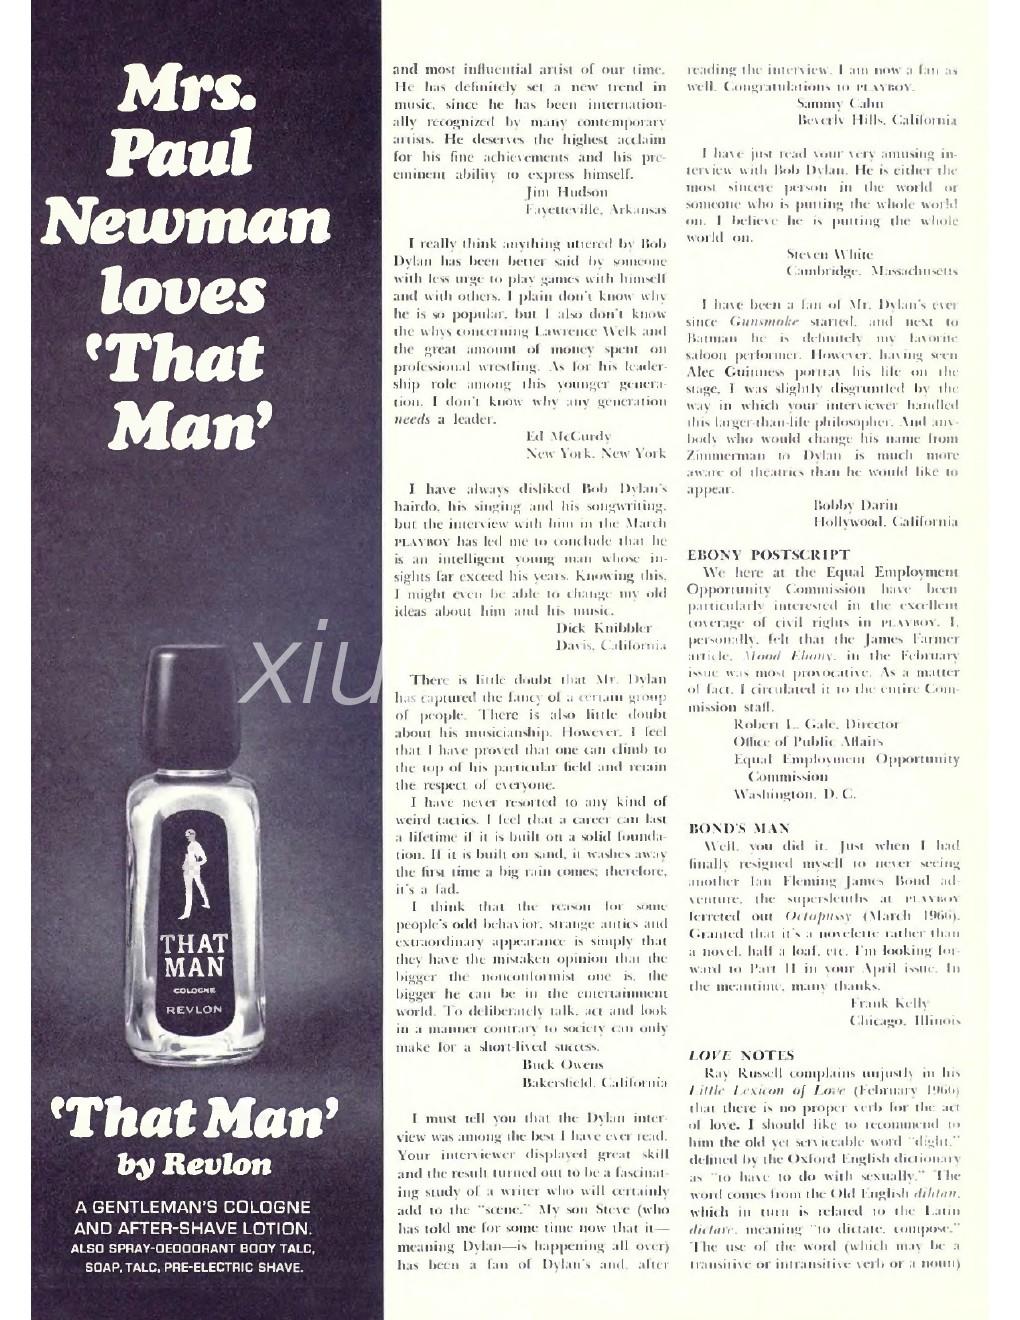 Mrs.
Paul
Newman
loves
‘That
Man’
THAT
MAN
COLOGNE
REVLON
‘That Man’
by Revlon
A GENTLEMAN'S COLOGNE
AND AFTER-SHAVE LOTION.
ALSO SPRAY-DEODORANT BODY TALC,
SOAP, TALC, PRE-ELECTRIC SHAVE.
xiu
and most influential artist of our time.
He has definitely set a new trend in
music, since he has been internation-
ally recognized by many contemporary
artists. He deserves the highest acclaim
for his fine achievements and his pre-
eminent ability to express himself.
Jim Hudson
Fayetteville, Arkansas
I really think anything uttered by Bob
Dylan has been better said by someone
with less urge to play games with himself
and with others. I plain don't know why
he is so popular, but I also don't know
the whys concerning Lawrence Welk and
the great amount of money spent on
professional wrestling. As for his leader-
ship role among this younger genera-
tion, I don't know why any generation
needs a leader.
Ed McCurdy
New York, New York
I have always disliked Bob Dylan's
hairdo, his singing and his songwriting,
but the interview with him in the March
PLAYBOY has led me to conclude that he
is an intelligent young man whose in-
sights far exceed his years. Knowing this,
I might even be able to change my old
ideas about him and his music.
Dick Knibbler
Davis, California
There is little doubt that Mr. Dylan
has captured the fancy of a certain group
of people. There is also little doubt
about his musicianship. However, I feel
that I have proved that one can climb to
the top of his particular field and retain
the respect of everyone.
I have never resorted to any kind of
weird tactics. I feel that a career can last
a lifetime if it is built on a solid founda-
tion. If it is built on sand, it washes away
the first time a big rain comes; therefore,
it's a fad.
I think that the reason for some
people's odd behavior, strange antics and
extraordinary appearance is simply that
they have the mistaken opinion that the
bigger the nonconformist one is, the
bigger he can be in the entertainment
world. To deliberately talk, act and look
in a manner contrary to society can only
make for a short-lived success.
Buck Owens
Bakersfield, California
I must tell you that the Dylan inter-
view was among the best I have ever read.
Your interviewer displayed great skill
and the result turned out to be a fascinat-
ing study of a writer who will certainly
add to the "scene." My son Steve (who
has told me for some time now that it—
meaning Dylan—is happening all over)
has been a fan of Dylan's and, after
reading the interview, I am now a fan as
well. Congratulations to PLAYBOY.
Sammy Cahn
Beverly Hills, California
I have just read your very amusing in-
terview with Bob Dylan. He is either the
most sincere person in the world or
someone who is putting the whole world
on. I believe he is putting the whole
world on.
Steven White
Cambridge, Massachusetts
I have been a fan of Mr. Dylan's ever
since Gunsmoke started, and next to
Batman he is definitely my favorite
saloon performer. However, having seen
Alec Guinness portray his life on the
stage, I was slightly disgruntled by the
way in which your interviewer handled
this larger-than-life philosopher. And any-
body who would change his name from
Zimmerman to Dylan is much more
aware of theatrics than he would like to
appear.
Bobby Darin
Hollywood, California
EBONY POSTSCRIPT
We here at the Equal Employment
Opportunity Commission have been
particularly interested in the excellent
coverage of civil rights in PLAYBOY. I,
personally, felt that the James Farmer
article, Mood Ebony, in the February
issue was most provocative. As a matter
of fact, I circulated it to the entire Com-
mission staff.
Robert L. Gale, Director
Office of Public Affairs
Equal Employment Opportunity
Commission
Washington, D. C.
BOND'S MAN
Well, you did it. Just when I had
finally resigned myself to never seeing
another Ian Fleming James Bond ad-
venture, the supersleuths at PLAYBOY
ferreted out Octopussy (March 1966).
Granted that it's a novelette rather than
a novel, half a loaf, etc. I'm looking for-
ward to Part II in your April issue. In
the meantime, many thanks.
Frank Kelly
Chicago, Illinois
LOVE NOTES
Ray Russell complains unjustly in his
Little Lexicon of Love (February 1966)
that there is no proper verb for the act
of love. I should like to recommend to
him the old yet serviceable word "dight,"
defined by the Oxford English dictionary
as "to have to do with sexually." The
word comes from the Old English dihtan,
which in turn is related to the Latin
dictare, meaning "to dictate, compose."
The use of the word (which may be a
transitive or intransitive verb or a noun)